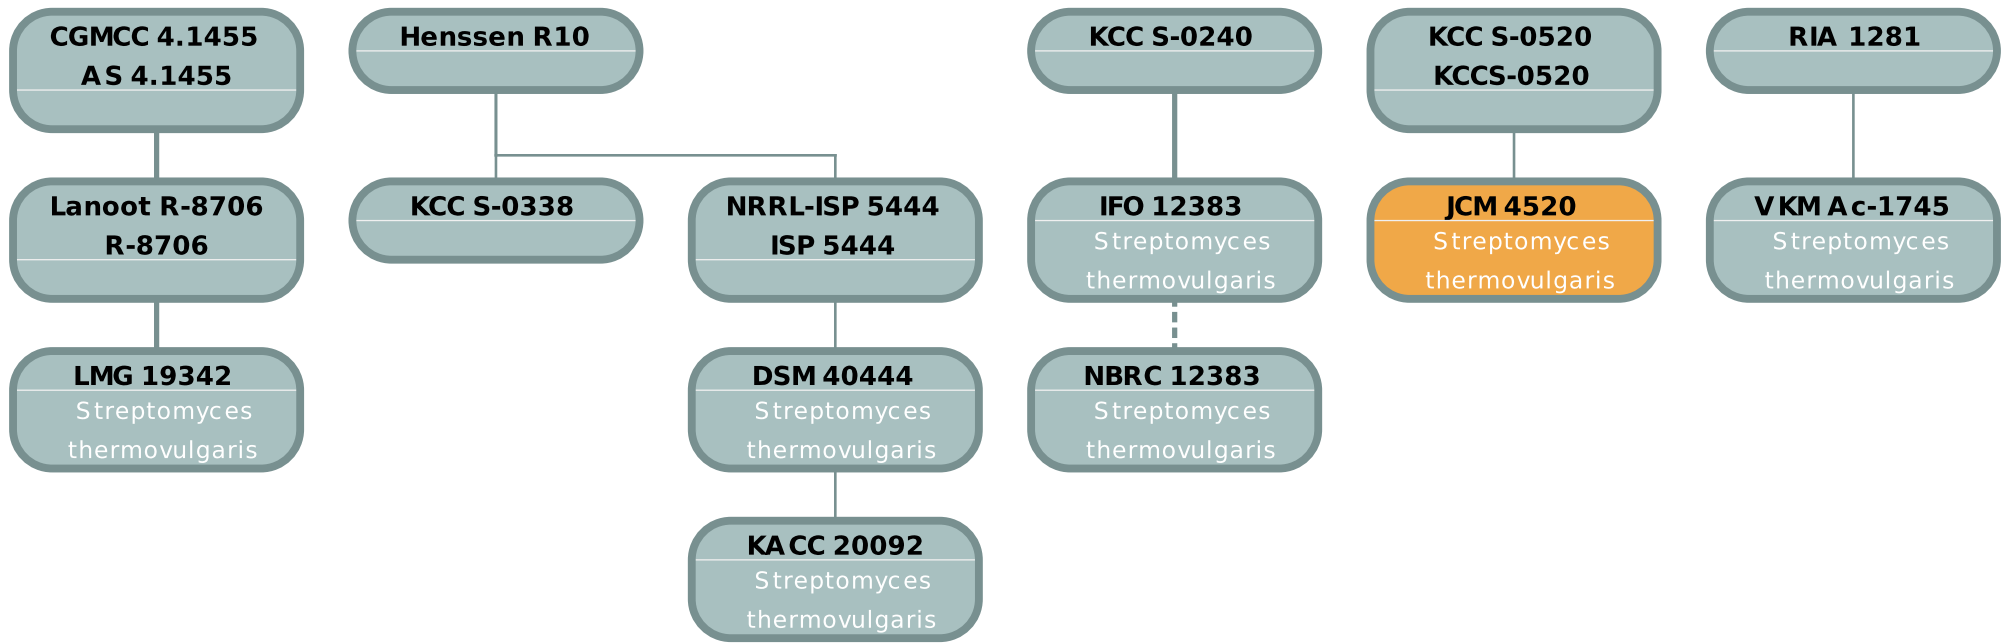 CGMCC 4.1455
AS 4.1455
Henssen R10
KCC S-0240
KCC S-0520
KCCS-0520
RIA 1281
Lanoot R-8706
R-8706
KCC S-0338
NRRL-ISP 5444
ISP 5444
IFO 12383
Streptomyces
thermovulgaris
JCM 4520
Streptomyces
thermovulgaris
VKM Ac-1745
Streptomyces
thermovulgaris
LMG 19342
Streptomyces
thermovulgaris
DSM 40444
Streptomyces
thermovulgaris
NBRC 12383
Streptomyces
thermovulgaris
KACC 20092
Streptomyces
thermovulgaris